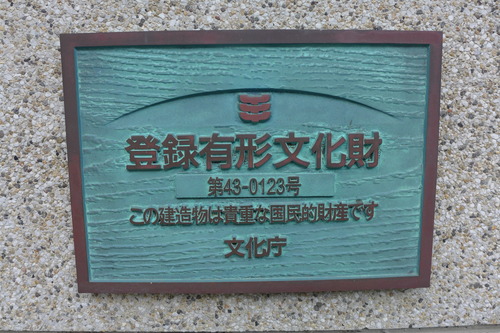 登録有形文化財
第43-0123号
この建造物は貴重な国民的財産です
文化庁